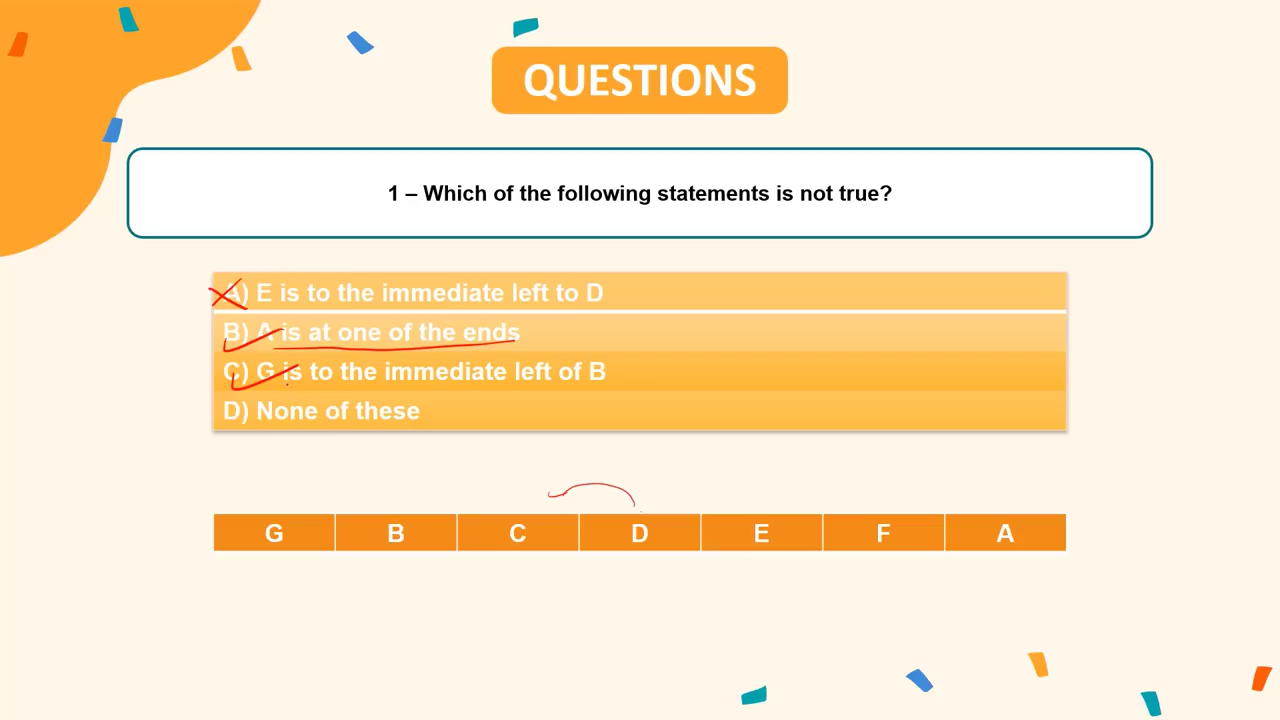 QUESTIONS
1 – Which of the following statements is not true?
A) E is to the immediate left to D
B) A is at one of the ends
C) G is to the immediate left of B
D) None of these
G B C D E F A